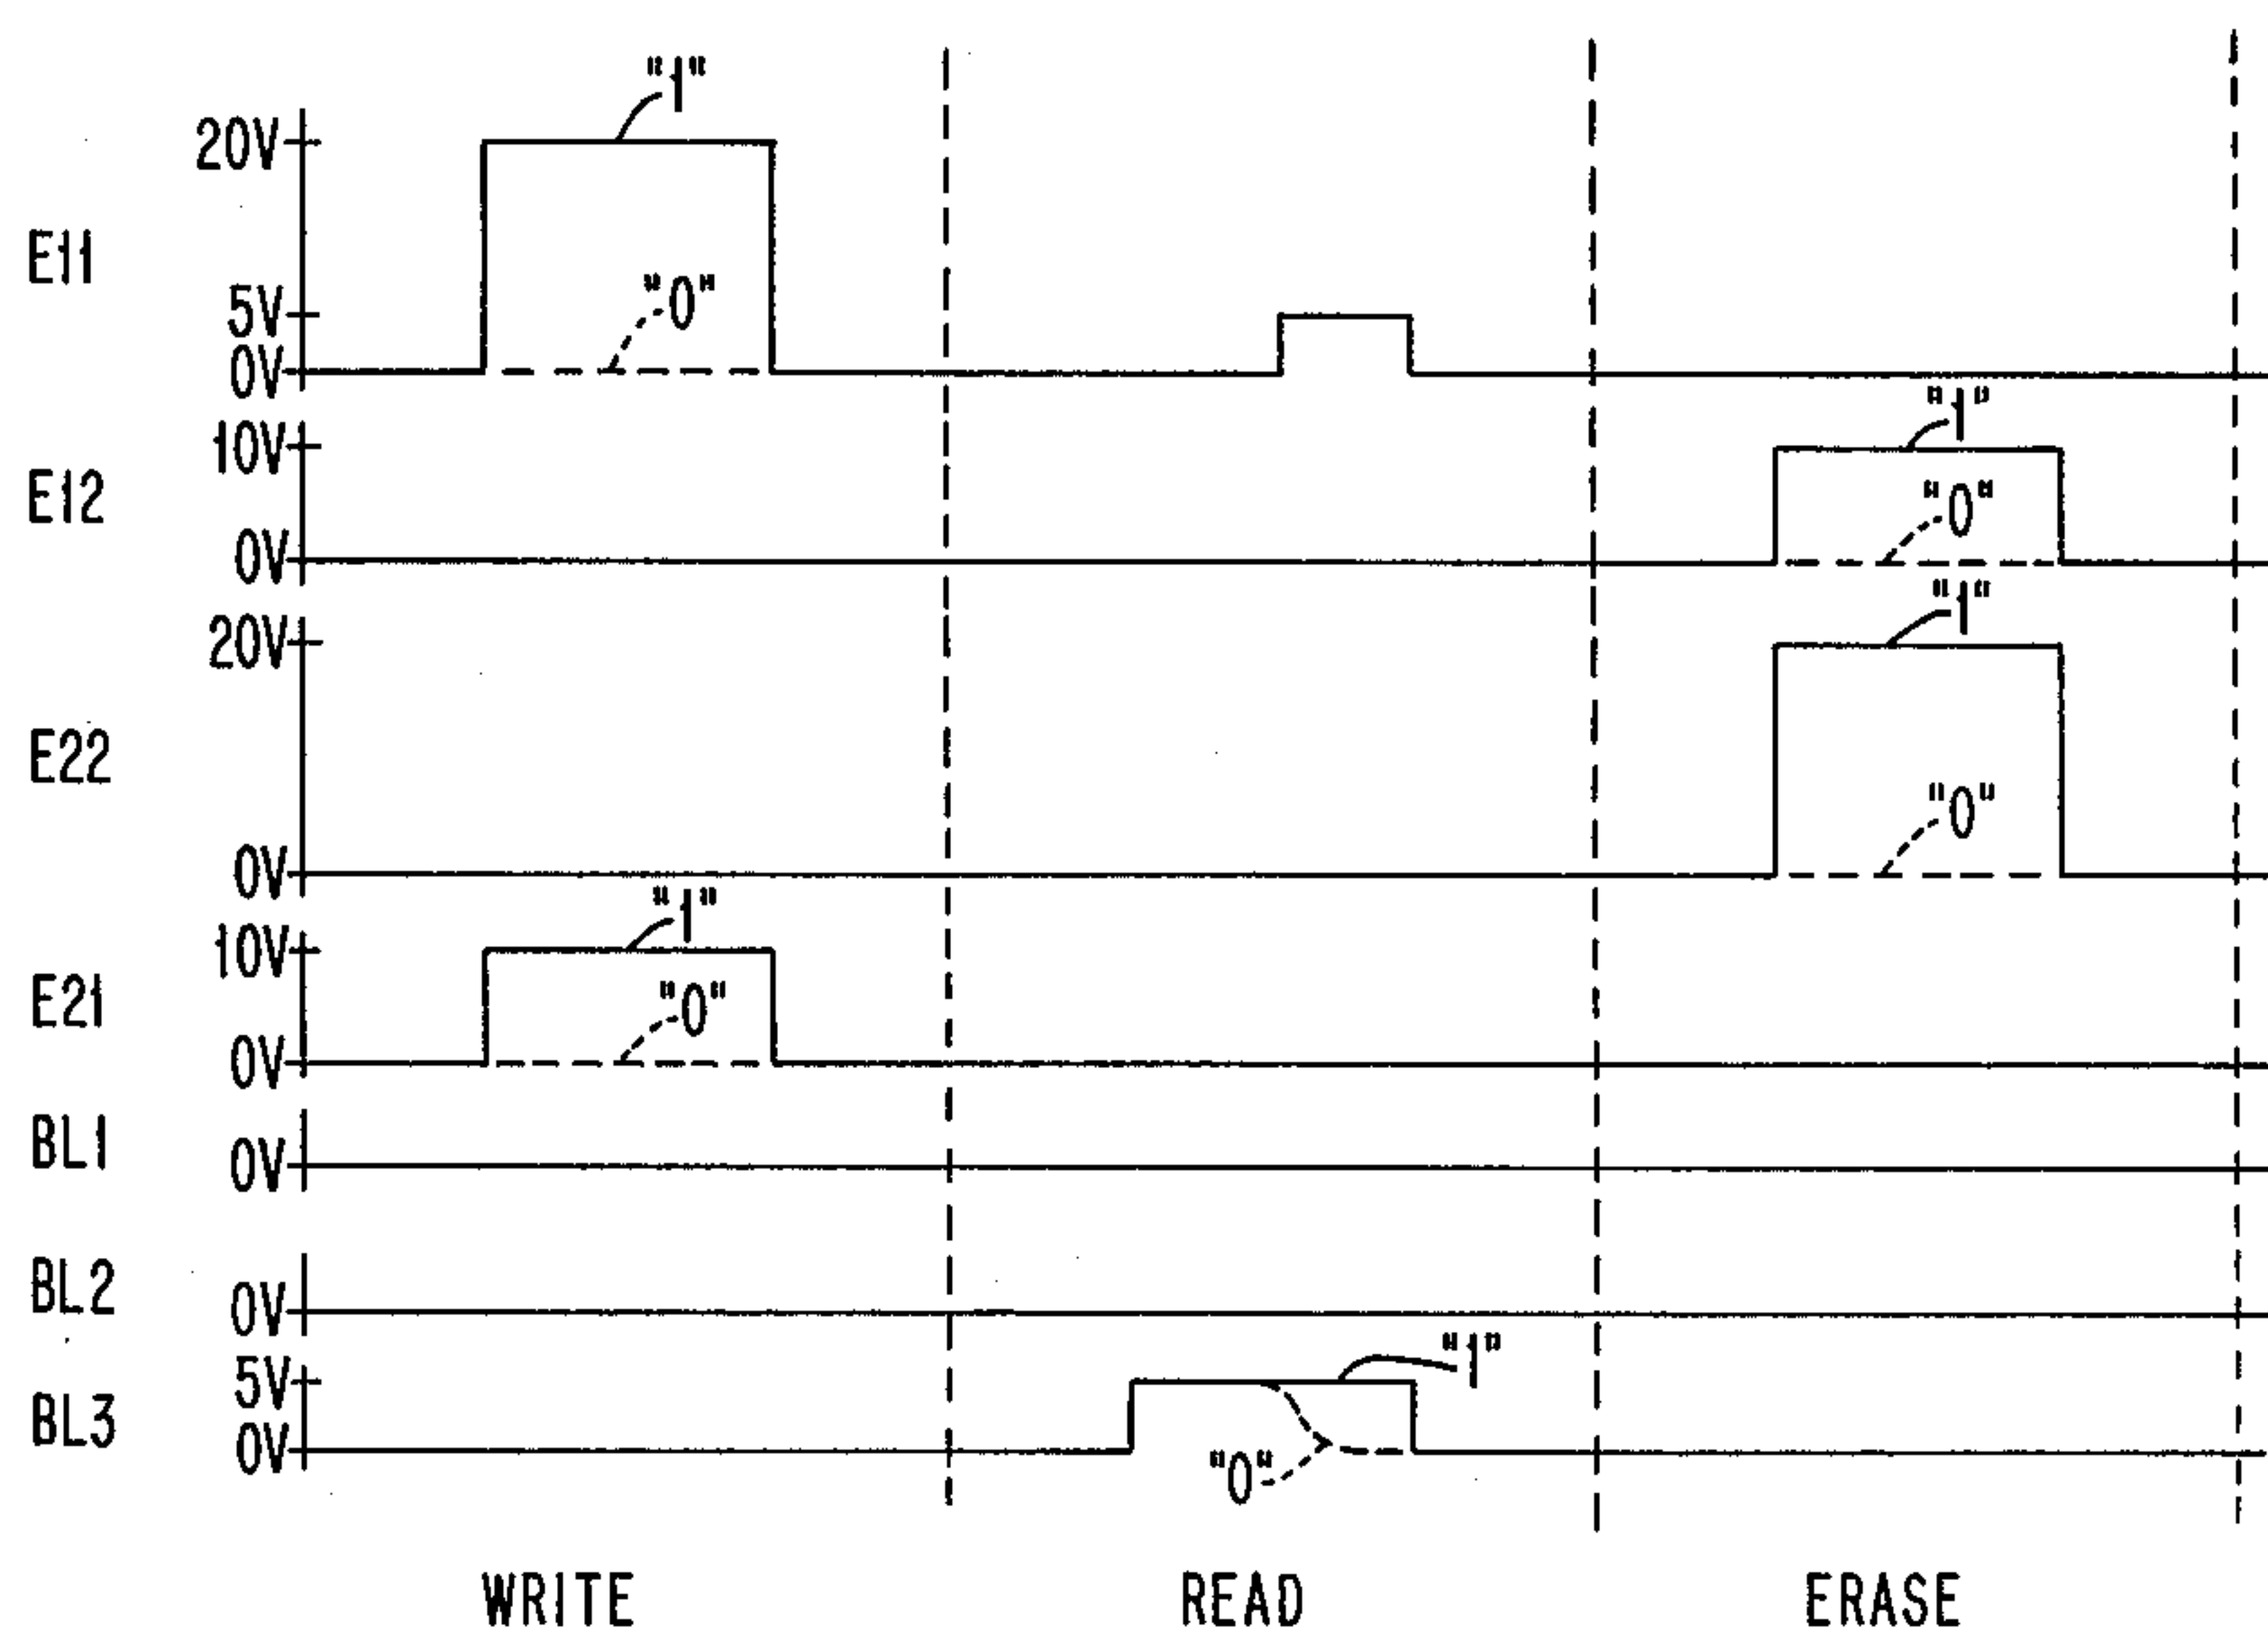 "1"
20V
E11
"0"
5V
0V
"1"
10V
E12
"0"
0V
"1"
20V
E22
"0"
0V
"1"
10V
E21
"0"
0V
BL1
0V
BL2
0V
"1"
5V
BL3
0V
"0"
WRITE READ ERASE